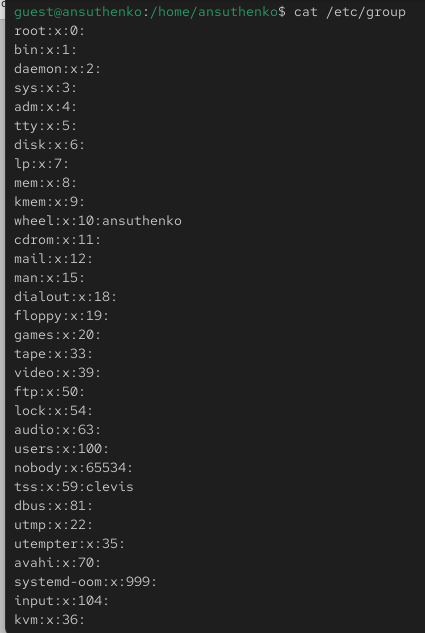 guest@ansuthenko:/home/ansuthenko$ cat /etc/group
root:x:0:
bin:x:1:
daemon:x:2:
sys:x:3:
adm:x:4:
tty:x:5:
disk:x:6:
lp:x:7:
mem:x:8:
kmem:x:9:
wheel:x:10:ansuthenko
cdrom:x:11:
mail:x:12:
man:x:15:
dialout:x:18:
floppy:x:19:
games:x:20:
tape:x:33:
video:x:39:
ftp:x:50:
lock:x:54:
audio:x:63:
users:x:100:
nobody:x:65534:
tss:x:59:clevis
dbus:x:81:
utmp:x:22:
utempter:x:35:
avahi:x:70:
systemd-oom:x:999:
input:x:104:
kvm:x:36: